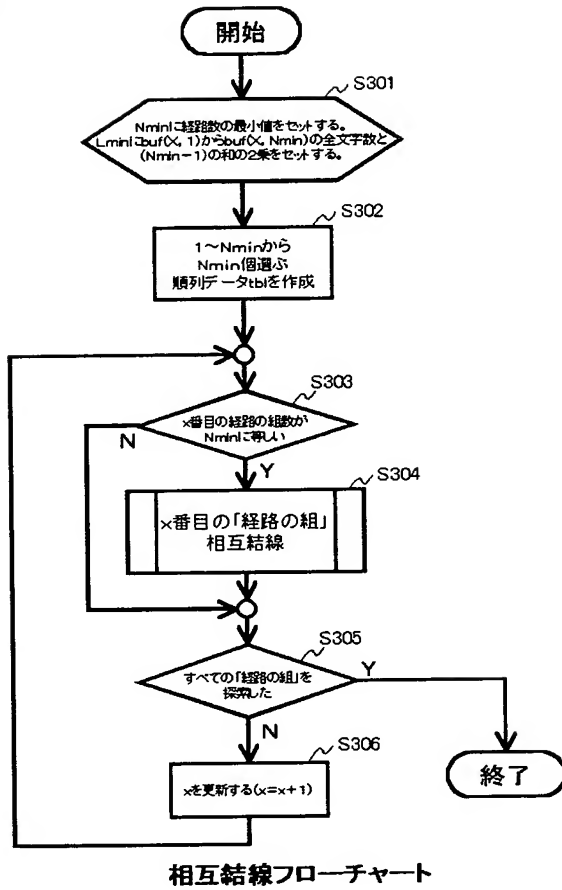 開始
S301
Nminに経路数の最小値をセットする。
Lminにbuf(X, 1)からbuf(X, Nmin)の全文字数と
(Nmin-1)の和の2乗をセットする。
S302
1～Nminから
Nmin個選ぶ
順列データtblを作成
S303
x番目の経路の組数が
Nminに等しい
N
Y
S304
x番目の「経路の組」
相互結線
S305
すべての「経路の組」を
探索した
Y
N
S306
xを更新する(x=x+1)
終了
相互結線フローチャート